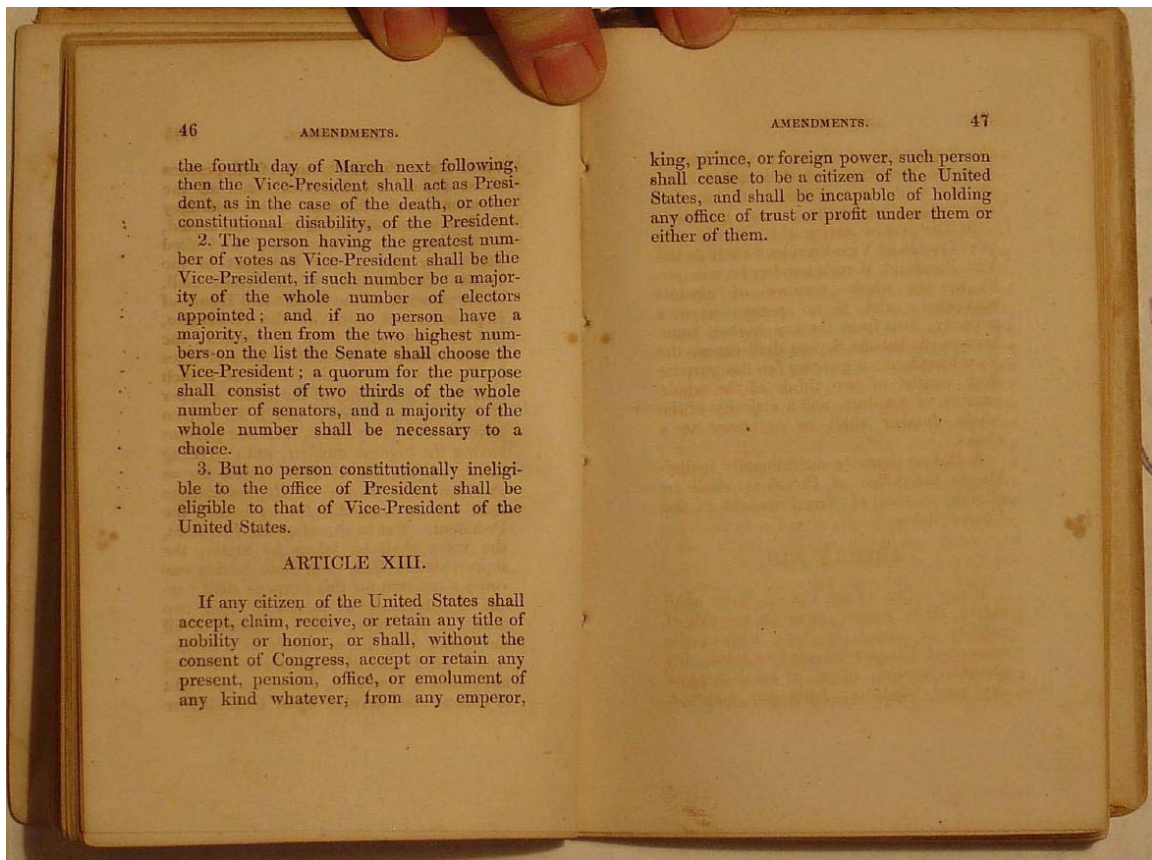 46 AMENDMENTS.
the fourth day of March next following,
then the Vice-President shall act as Presi-
dent, as in the case of the death, or other
constitutional disability, of the President.
2. The person having the greatest num-
ber of votes as Vice-President shall be the
Vice-President, if such number be a major-
ity of the whole number of electors
appointed; and if no person have a
majority, then from the two highest num-
bers on the list the Senate shall choose the
Vice-President; a quorum for the purpose
shall consist of two thirds of the whole
number of senators, and a majority of the
whole number shall be necessary to a
choice.
3. But no person constitutionally ineligi-
ble to the office of President shall be
eligible to that of Vice-President of the
United States.
ARTICLE XIII.
If any citizen of the United States shall
accept, claim, receive, or retain any title of
nobility or honor, or shall, without the
consent of Congress, accept or retain any
present, pension, office, or emolument of
any kind whatever, from any emperor,
AMENDMENTS. 47
king, prince, or foreign power, such person
shall cease to be a citizen of the United
States, and shall be incapable of holding
any office of trust or profit under them or
either of them.